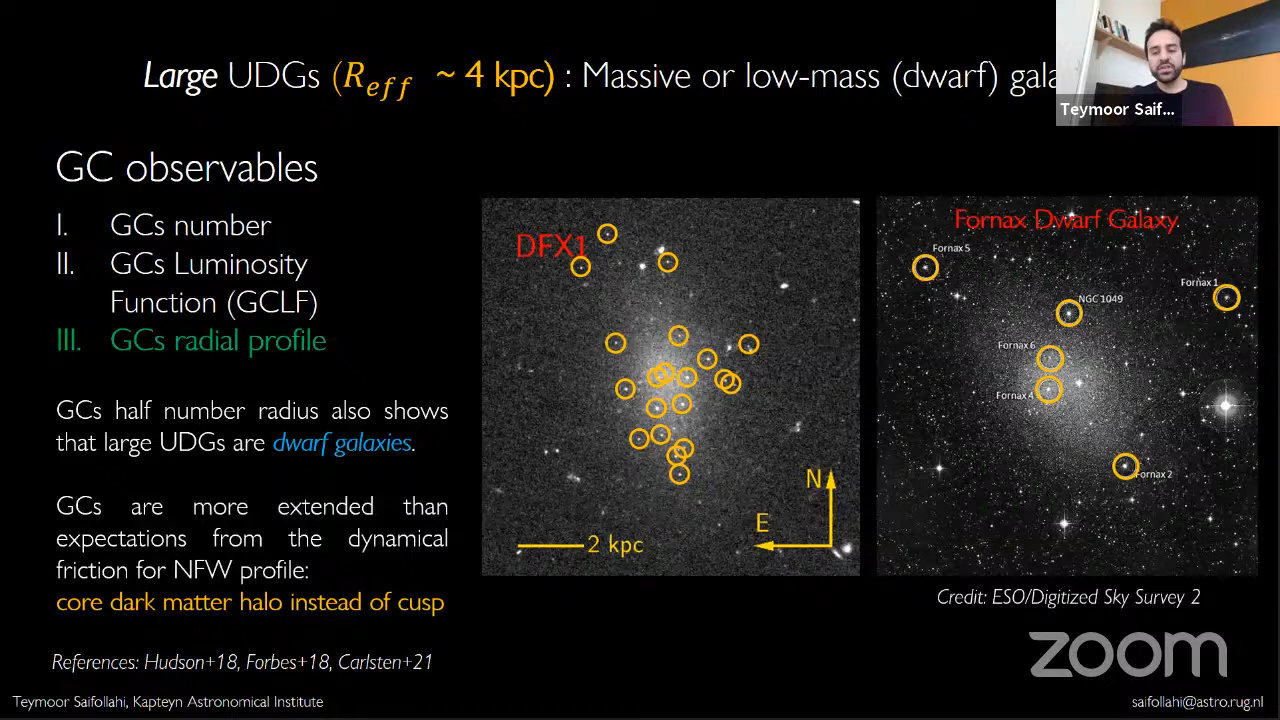 Large UDGs (Reff ~ 4 kpc) : Massive or low-mass (dwarf)
Teymoor Saif...
GC observables
I. GCs number
II. GCs Luminosity
Function (GCLF)
III. GCs radial profile
GCs half number radius also shows
that large UDGs are dwarf galaxies.
GCs are more extended than
expectations from the dynamical
friction for NFW profile:
core dark matter halo instead of cusp
References: Hudson+18, Forbes+18, Carlsten+21
DFX1
N
E
2 kpc
Fornax Dwarf Galaxy
Fornax 5
Fornax 1
NGC 1049
Fornax 6
Fornax 4
Fornax 2
Credit: ESO/Digitized Sky Survey 2
zoom
Teymoor Saifollahi, Kapteyn Astronomical Institute
saifollahi@astro.rug.nl